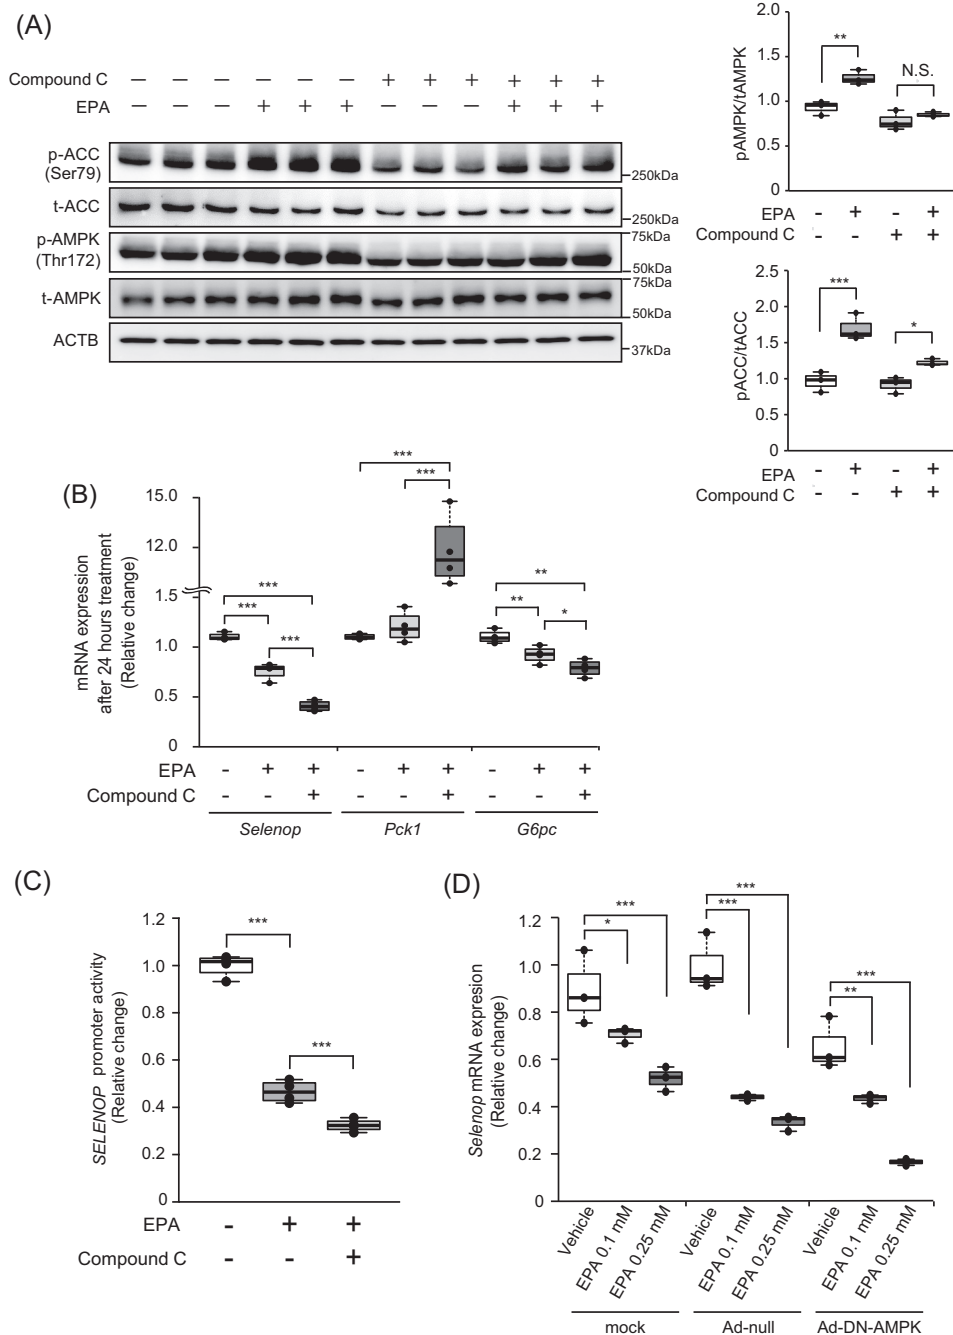 (A)
Compound C − − − − − − + + + + + +
EPA − − − + + + − − − + + +
p-ACC
(Ser79)
250kDa
t-ACC
250kDa
p-AMPK
(Thr172)
75kDa
50kDa
t-AMPK
75kDa
50kDa
ACTB
37kDa
pAMPK/tAMPK
2.0
1.5
1.0
0.5
0
**
N.S.
EPA - + - +
Compound C - - + +
pACC/tACC
2.5
2.0
1.5
1.0
0.5
0
***
*
EPA - + - +
Compound C - - + +
(B)
mRNA expression
after 24 hours treatment
(Relative change)
15.0
12.0
1.5
1.0
0.5
0
***
***
***
***
***
**
**
*
EPA - + + - + + - + +
Compound C - - + - - + - - +
Selenop Pck1 G6pc
(C)
SELENOP promoter activity
(Relative change)
1.2
1.0
0.8
0.6
0.4
0.2
0
***
***
EPA - + +
Compound C - - +
(D)
Selenop mRNA expresion
(Relative change)
1.2
1.0
0.8
0.6
0.4
0.2
0
***
*
***
***
***
**
Vehicle
EPA 0.1 mM
EPA 0.25 mM
Vehicle
EPA 0.1 mM
EPA 0.25 mM
Vehicle
EPA 0.1 mM
EPA 0.25 mM
mock Ad-null Ad-DN-AMPK